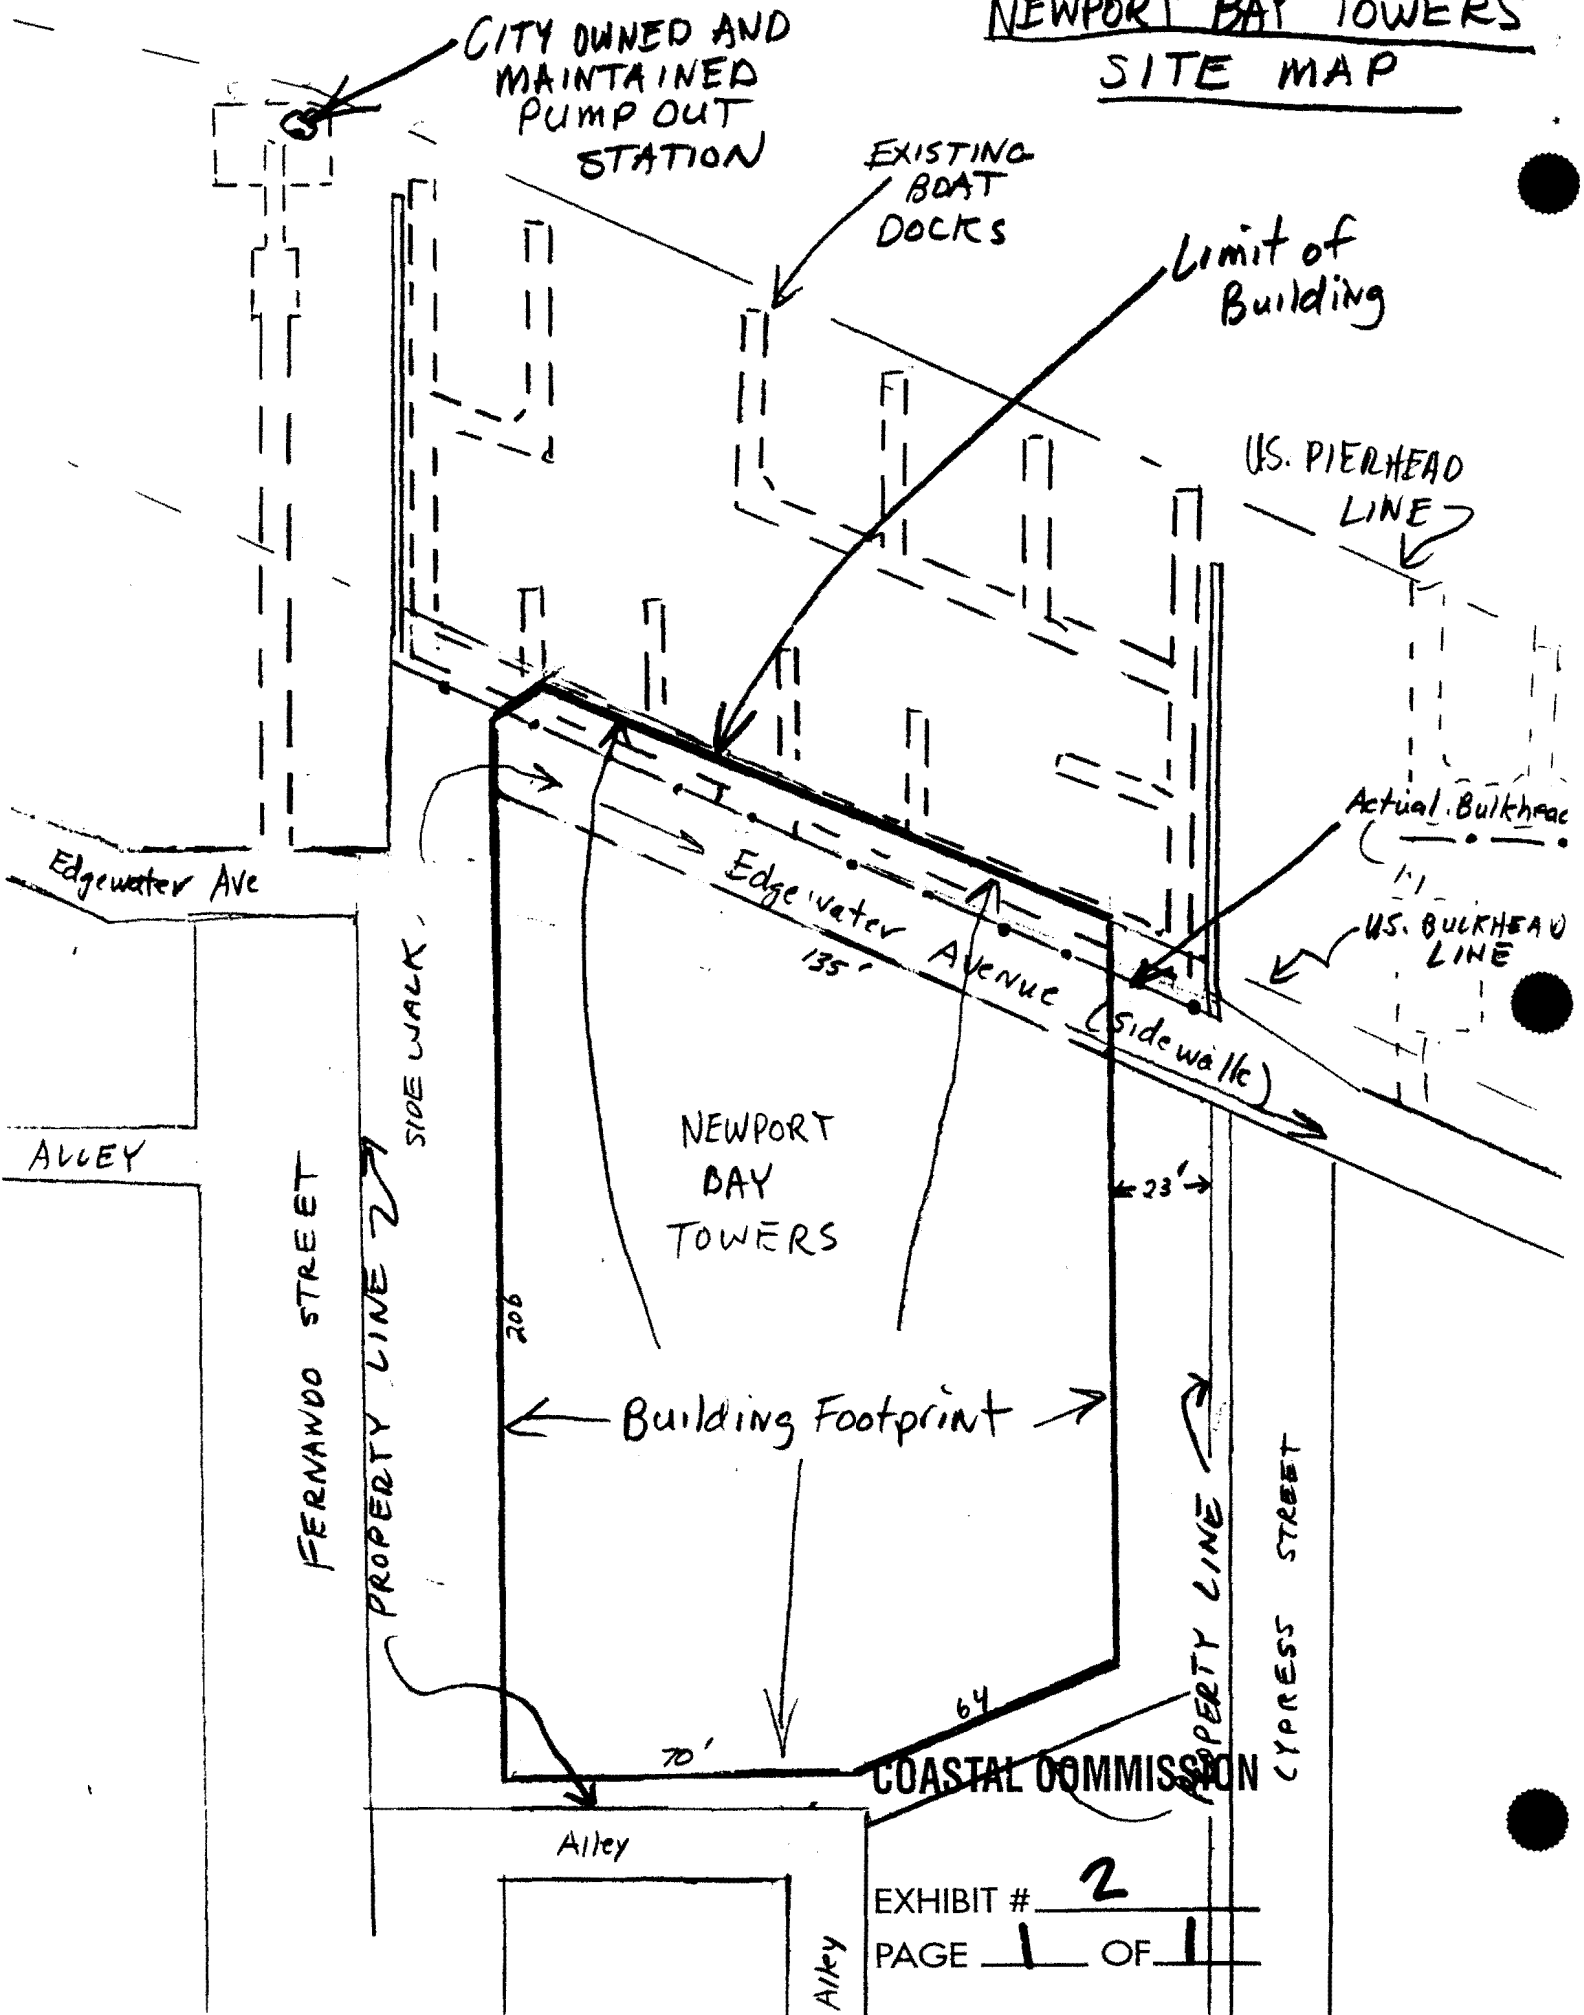 NEWPORT BAY TOWERS
SITE MAP
CITY OWNED AND
MAINTAINED
PUMP OUT
STATION
EXISTING
BOAT
DOCKS
Limit of
Building
U.S. PIERHEAD
LINE
Actual Bulkhead
U.S. BULKHEAD
LINE
Edgewater Ave
Edgewater Avenue (Sidewalk)
135'
SIDEWALK
ALLEY
NEWPORT
BAY
TOWERS
23'
FERNANDO STREET
PROPERTY LINE
206
Building Footprint
PROPERTY LINE
CYPRESS STREET
64
70'
COASTAL COMMISSION
Alley
Alley
EXHIBIT # 2
PAGE 1 OF 1